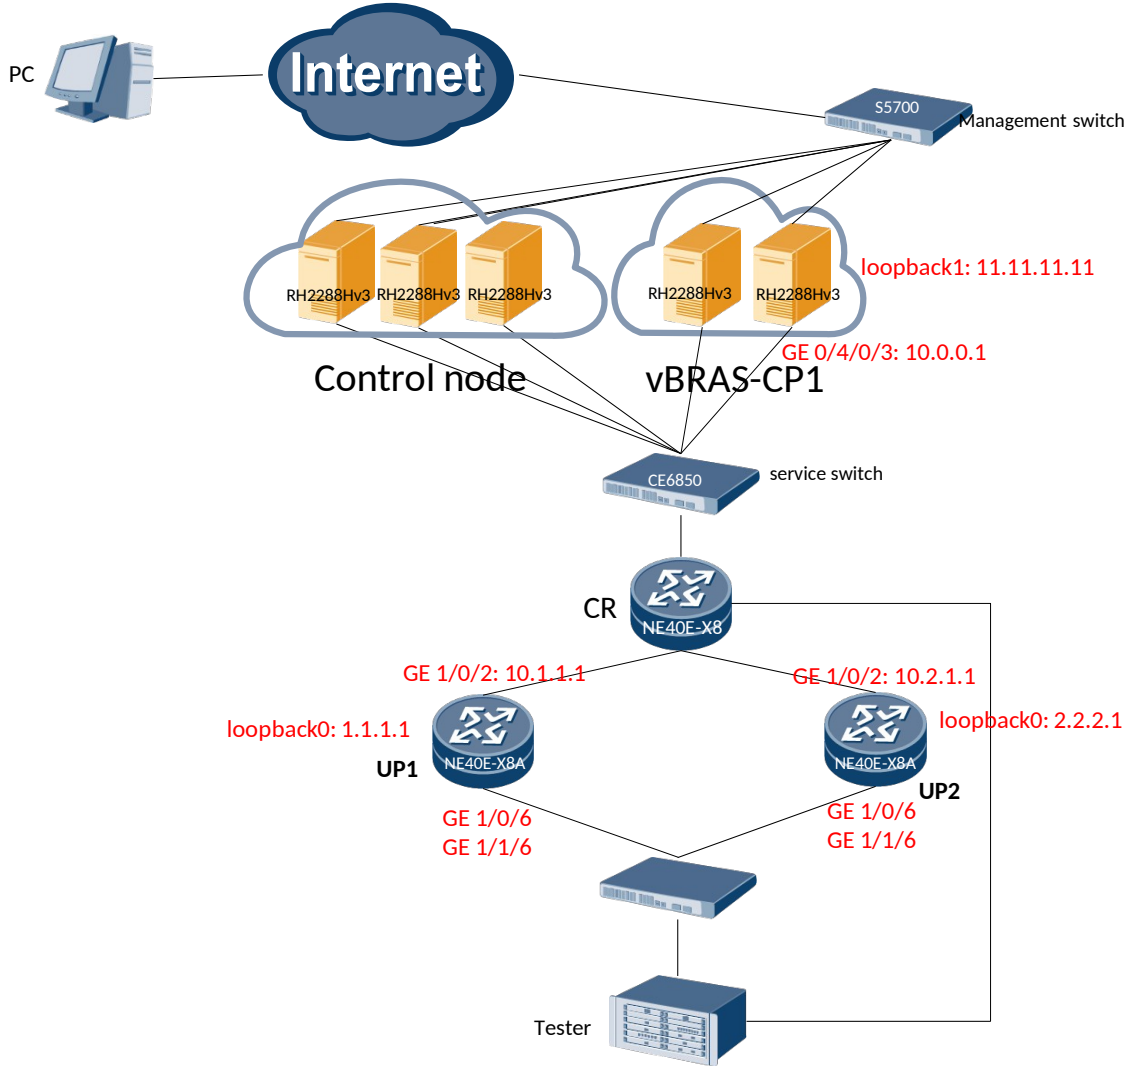 PC
Internet
S5700
Management switch
RH2288Hv3
RH2288Hv3
RH2288Hv3
RH2288Hv3
RH2288Hv3
loopback1: 11.11.11.11
GE 0/4/0/3: 10.0.0.1
Control node
vBRAS-CP1
CE6850
service switch
CR
NE40E-X8
GE 1/0/2: 10.1.1.1
GE 1/0/2: 10.2.1.1
loopback0: 1.1.1.1
loopback0: 2.2.2.1
UP1
NE40E-X8A
NE40E-X8A
UP2
GE 1/0/6
GE 1/1/6
GE 1/0/6
GE 1/1/6
Tester